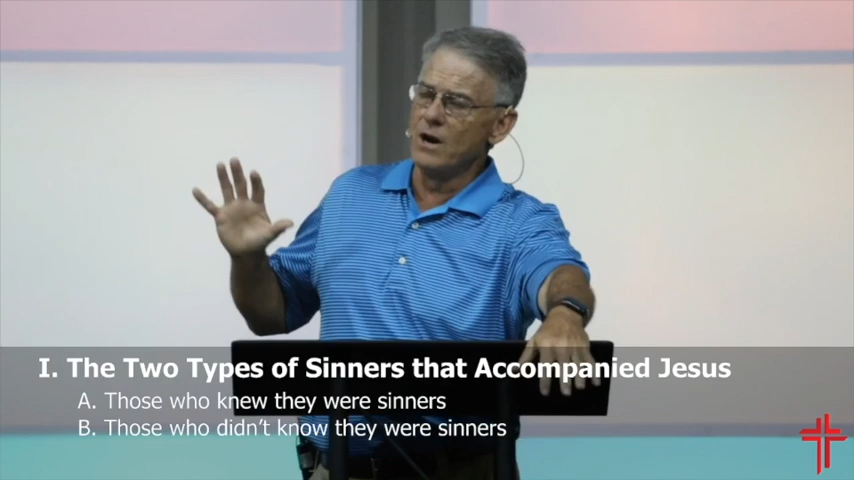 I. The Two Types of Sinners that Accompanied Jesus
A. Those who knew they were sinners
B. Those who didn't know they were sinners